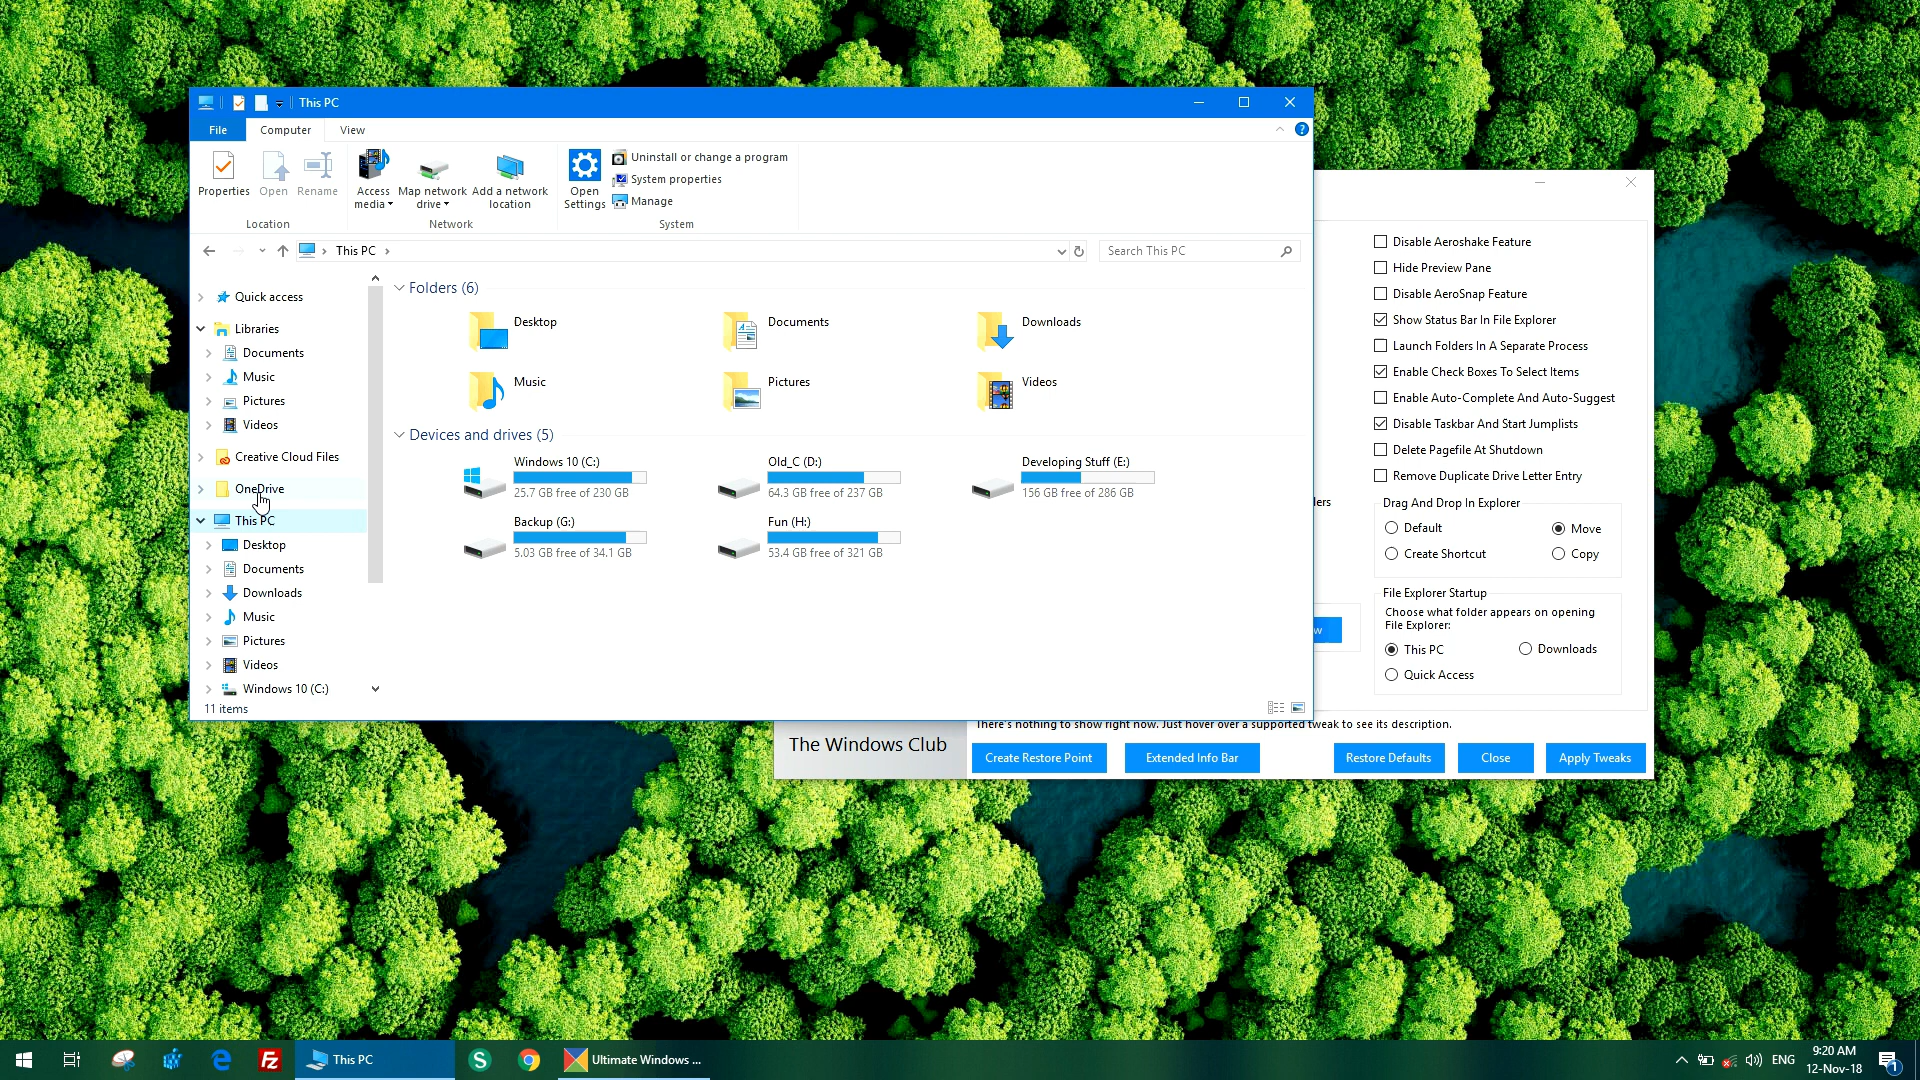 This PC
File
Computer
View
Properties
Open
Rename
Access media
Map network drive
Add a network location
Open Settings
Uninstall or change a program
System properties
Manage
Location
Network
System
This PC
Search This PC
Quick access
Libraries
Documents
Music
Pictures
Videos
Creative Cloud Files
OneDrive
This PC
Desktop
Documents
Downloads
Music
Pictures
Videos
Windows 10 (C:)
11 items
Folders (6)
Desktop
Documents
Downloads
Music
Pictures
Videos
Devices and drives (5)
Windows 10 (C:)
25.7 GB free of 230 GB
Old_C (D:)
64.3 GB free of 237 GB
Developing Stuff (E:)
156 GB free of 286 GB
Backup (G:)
5.03 GB free of 34.1 GB
Fun (H:)
53.4 GB free of 321 GB
Disable Aeroshake Feature
Hide Preview Pane
Disable AeroSnap Feature
Show Status Bar In File Explorer
Launch Folders In A Separate Process
Enable Check Boxes To Select Items
Enable Auto-Complete And Auto-Suggest
Disable Taskbar And Start Jumplists
Delete Pagefile At Shutdown
Remove Duplicate Drive Letter Entry
lers
Drag And Drop In Explorer
Default
Move
Create Shortcut
Copy
File Explorer Startup
Choose what folder appears on opening
File Explorer:
w
This PC
Downloads
Quick Access
There's nothing to show right now. Just hover over a supported tweak to see its description.
The Windows Club
Create Restore Point
Extended Info Bar
Restore Defaults
Close
Apply Tweaks
This PC
Ultimate Windows ...
ENG
9:20 AM
12-Nov-18
1